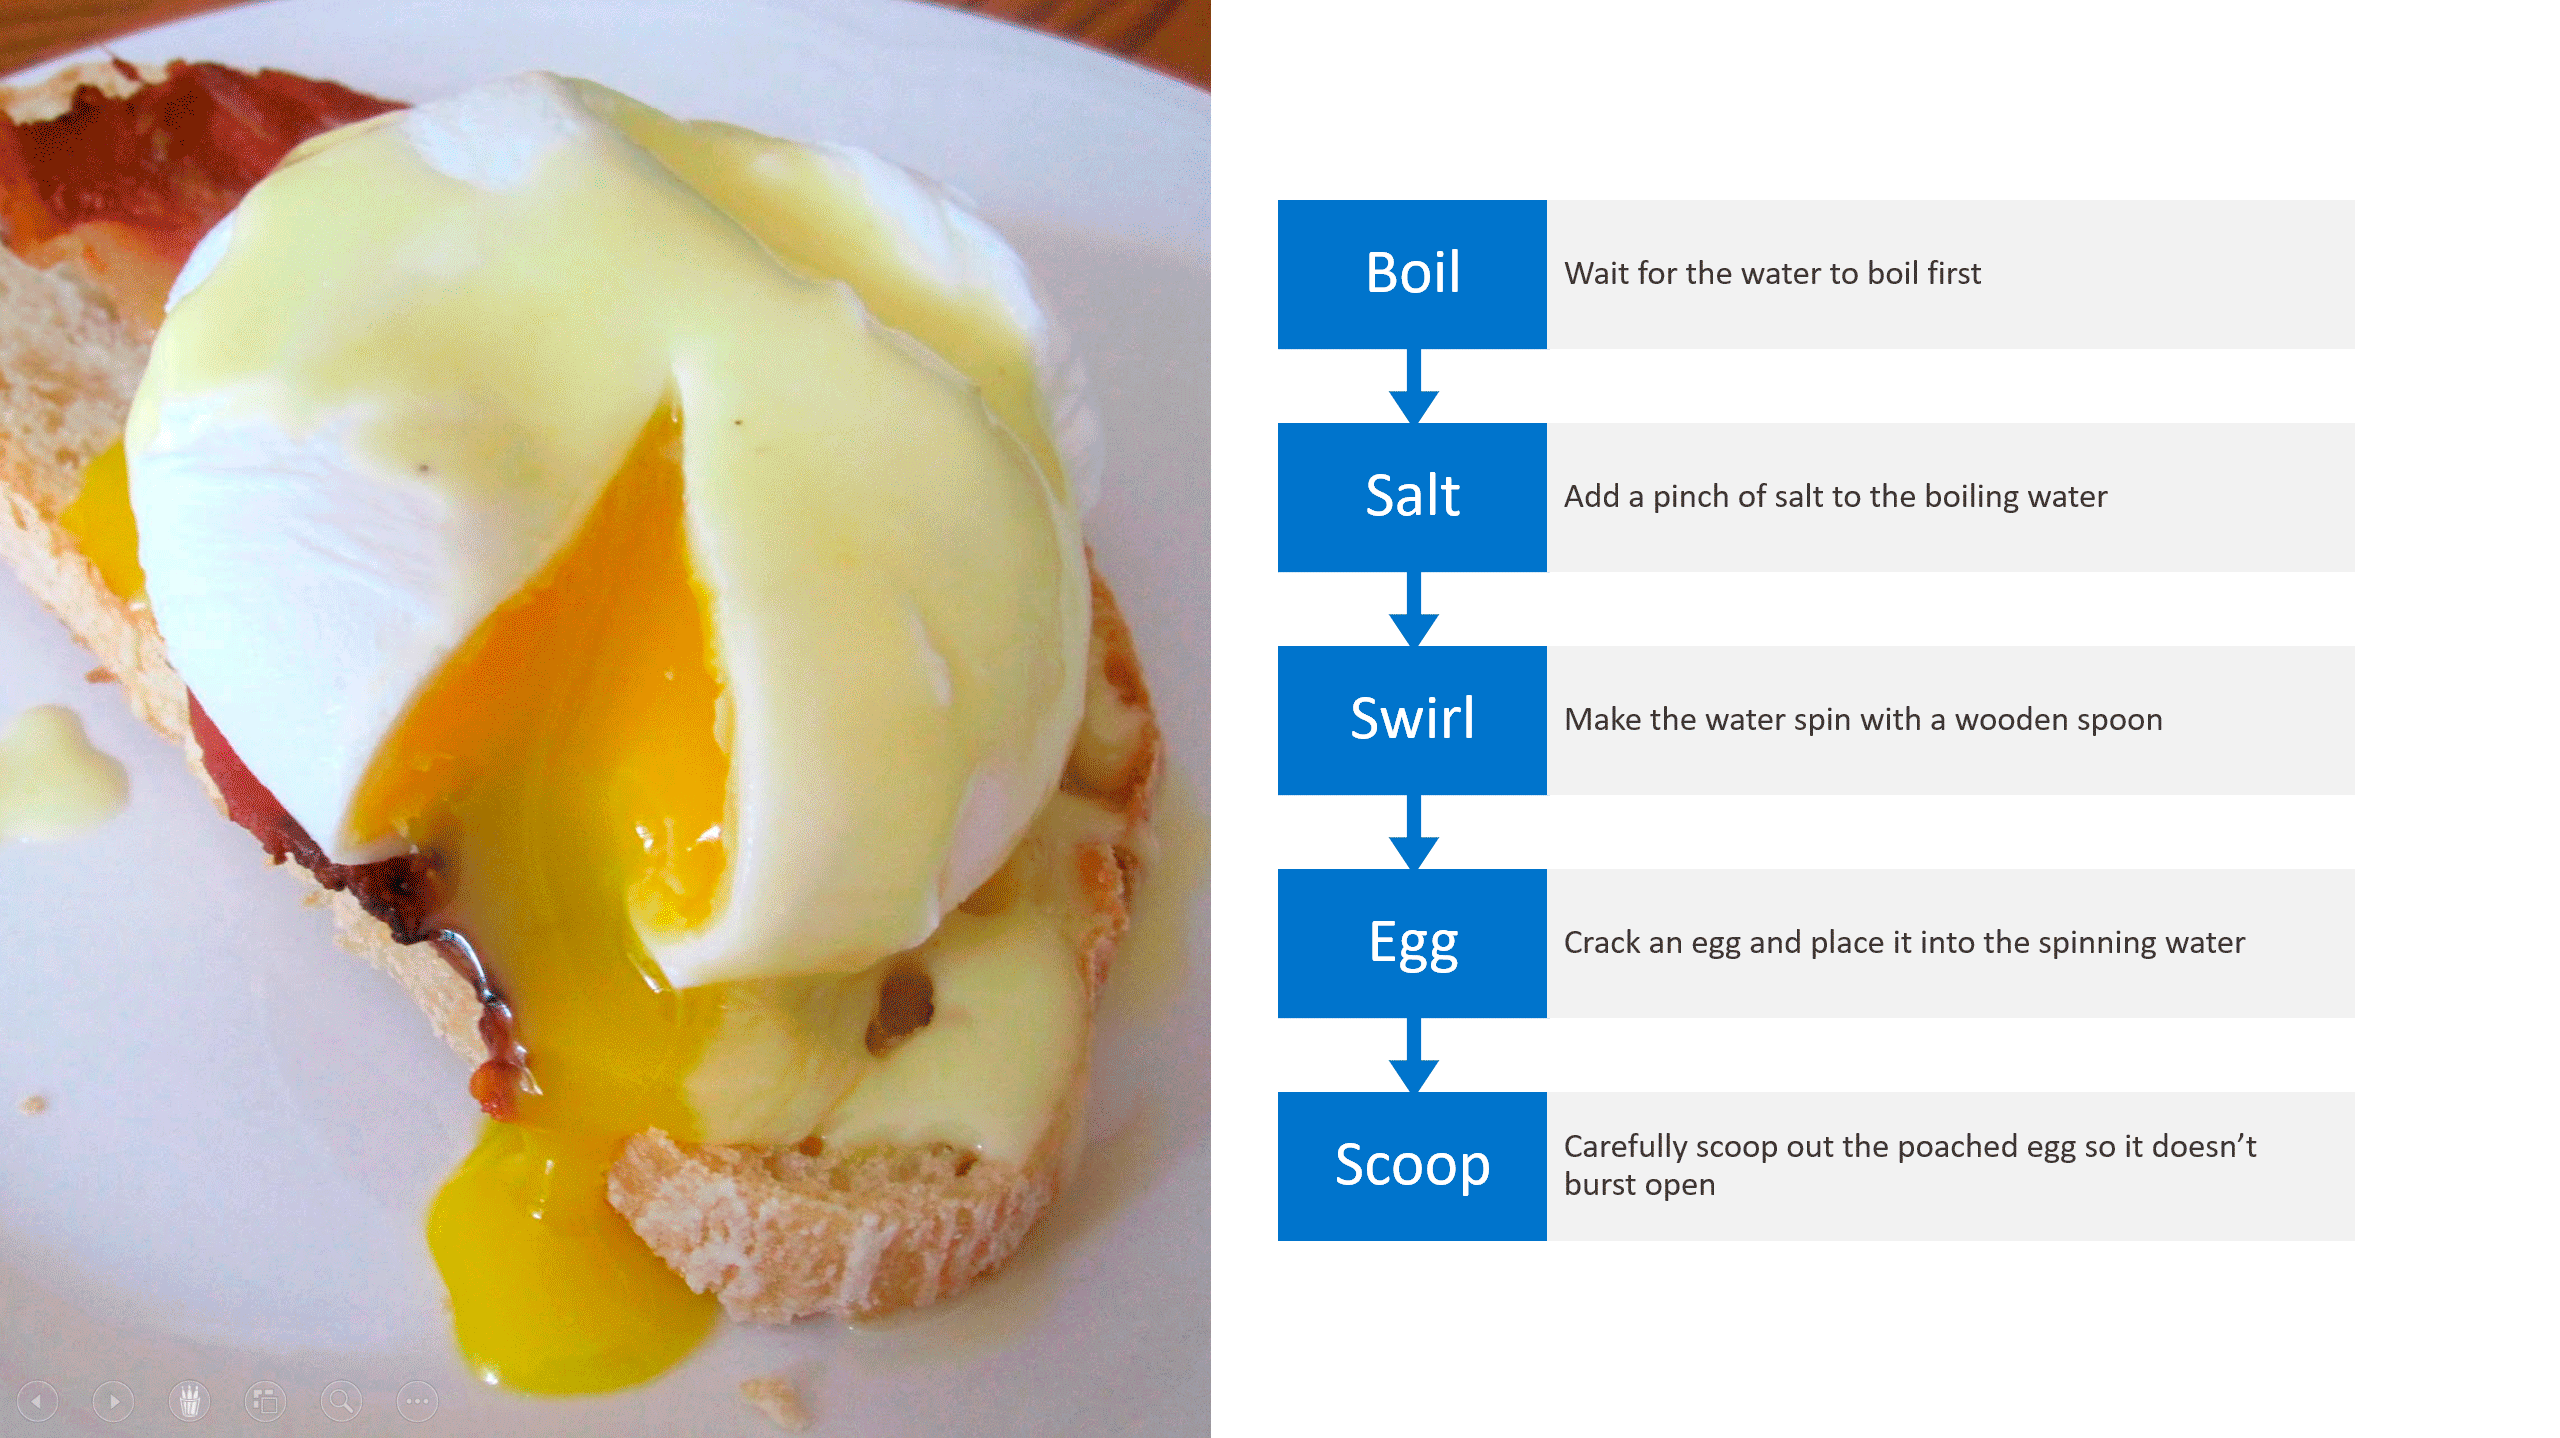 Boil
Wait for the water to boil first
Salt
Add a pinch of salt to the boiling water
Swirl
Make the water spin with a wooden spoon
Egg
Crack an egg and place it into the spinning water
Scoop
Carefully scoop out the poached egg so it doesn’t
burst open